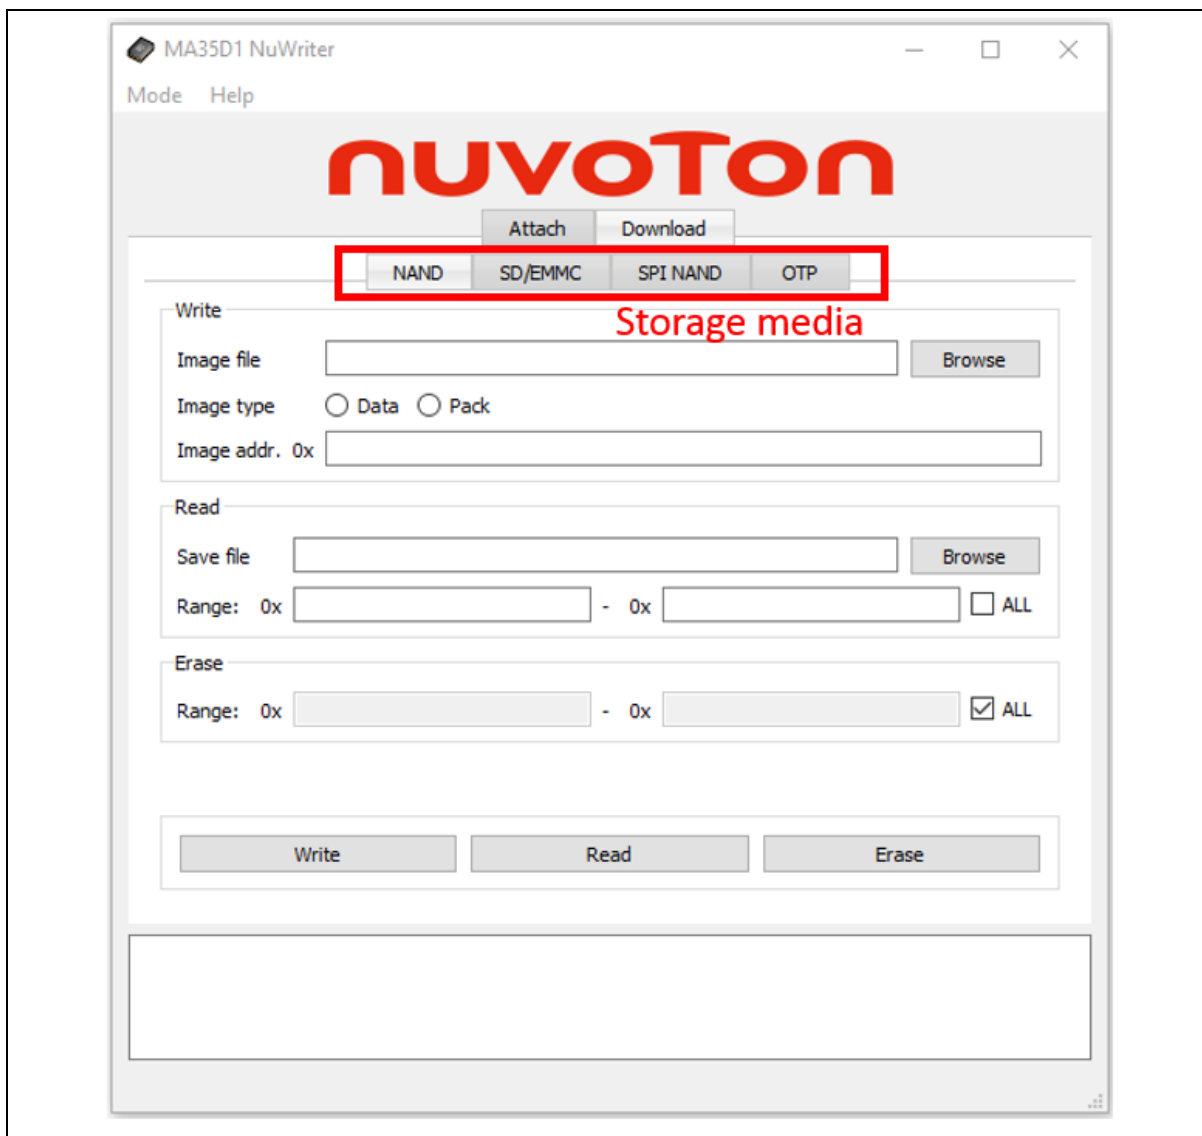 MA35D1 NuWriter
Mode Help
nuvoTon
Attach Download
NAND SD/EMMC SPI NAND OTP
Storage media
Write
Image file Browse
Image type Data Pack
Image addr. 0x
Read
Save file Browse
Range: 0x - 0x ALL
Erase
Range: 0x - 0x ALL
Write Read Erase